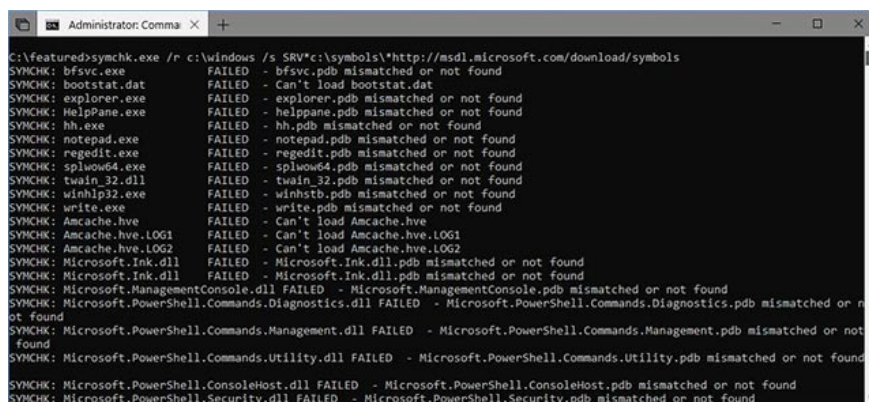 Administrator: Comma
C:\featured>symchk.exe /r c:\windows /s SRV*c:\symbols\*http://msdl.microsoft.com/download/symbols
SYMCHK: bfsvc.exe FAILED - bfsvc.pdb mismatched or not found
SYMCHK: bootstat.dat FAILED - Can't load bootstat.dat
SYMCHK: explorer.exe FAILED - explorer.pdb mismatched or not found
SYMCHK: HelpPane.exe FAILED - helppane.pdb mismatched or not found
SYMCHK: hh.exe FAILED - hh.pdb mismatched or not found
SYMCHK: notepad.exe FAILED - notepad.pdb mismatched or not found
SYMCHK: regedit.exe FAILED - regedit.pdb mismatched or not found
SYMCHK: splwow64.exe FAILED - splwow64.pdb mismatched or not found
SYMCHK: twain_32.dll FAILED - twain_32.pdb mismatched or not found
SYMCHK: winhlp32.exe FAILED - winhstb.pdb mismatched or not found
SYMCHK: write.exe FAILED - write.pdb mismatched or not found
SYMCHK: Amcache.hve FAILED - Can't load Amcache.hve
SYMCHK: Amcache.hve.LOG1 FAILED - Can't load Amcache.hve.LOG1
SYMCHK: Amcache.hve.LOG2 FAILED - Can't load Amcache.hve.LOG2
SYMCHK: Microsoft.Ink.dll FAILED - Microsoft.Ink.dll.pdb mismatched or not found
SYMCHK: Microsoft.Ink.dll FAILED - Microsoft.Ink.dll.pdb mismatched or not found
SYMCHK: Microsoft.ManagementConsole.dll FAILED - Microsoft.ManagementConsole.pdb mismatched or not found
SYMCHK: Microsoft.PowerShell.Commands.Diagnostics.dll FAILED - Microsoft.PowerShell.Commands.Diagnostics.pdb mismatched or n
ot found
SYMCHK: Microsoft.PowerShell.Commands.Management.dll FAILED - Microsoft.PowerShell.Commands.Management.pdb mismatched or not
found
SYMCHK: Microsoft.PowerShell.Commands.Utility.dll FAILED - Microsoft.PowerShell.Commands.Utility.pdb mismatched or not found
SYMCHK: Microsoft.PowerShell.ConsoleHost.dll FAILED - Microsoft.PowerShell.ConsoleHost.pdb mismatched or not found
SYMCHK: Microsoft.PowerShell.Security.dll FAILED - Microsoft.PowerShell.Security.pdb mismatched or not found